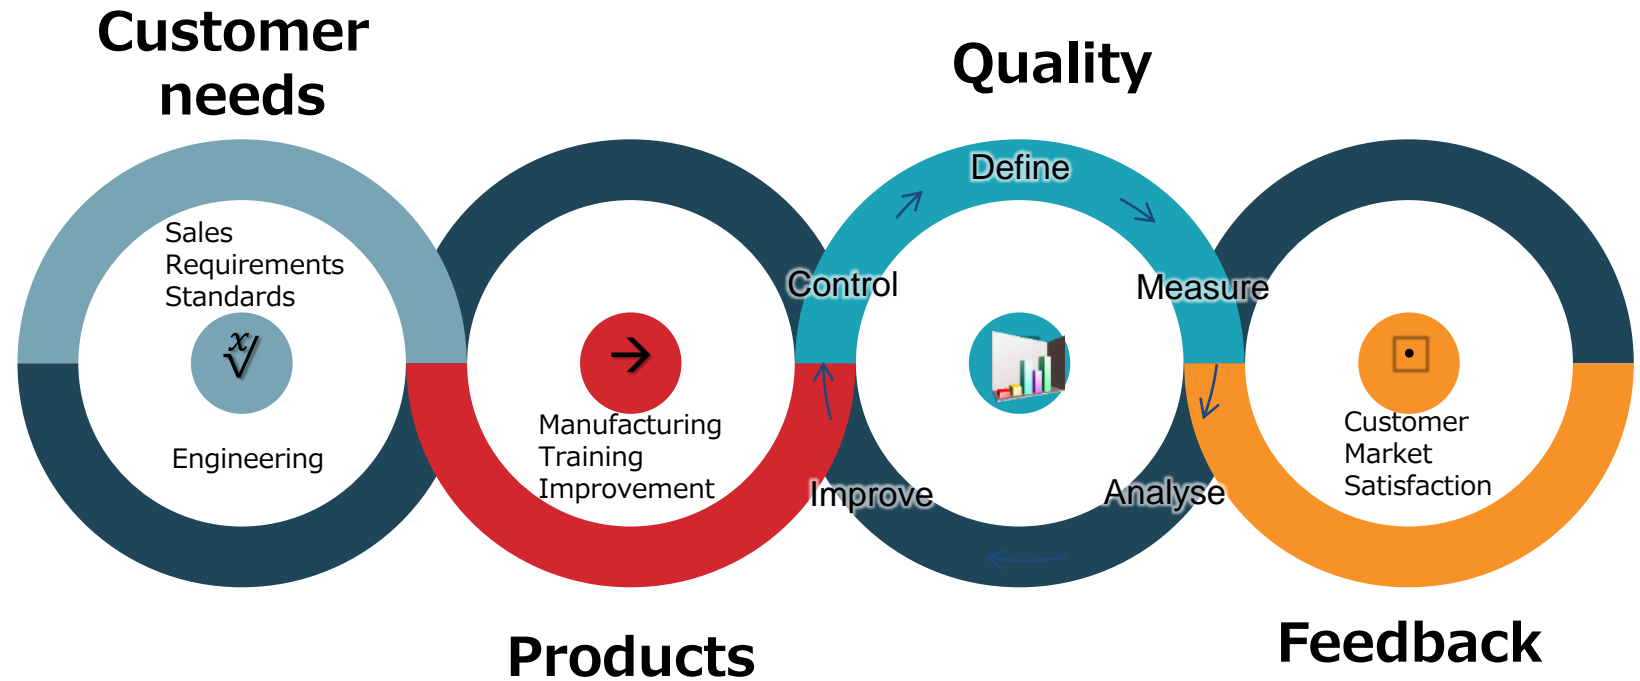 Customer
needs
Sales
Requirements
Standards
x
√
Engineering
Products
→
Manufacturing
Training
Improvement
Quality
Define
Measure
Analyse
Improve
Control
Feedback
Customer
Market
Satisfaction